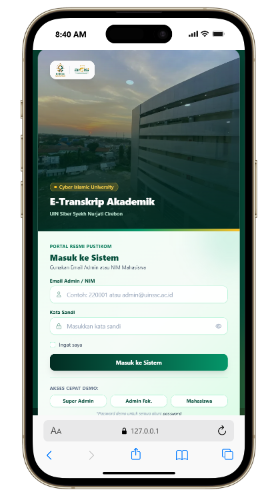 8:40 AM
Cyber Islamic University
E-Transkrip Akademik
UIN Siber Syekh Nurjati Cirebon
PORTAL RESMI PUSTIKOM
Masuk ke Sistem
Gunakan Email Admin atau NIM Mahasiswa
Email Admin / NIM
Contoh: 220001 atau admin@uinssc.ac.id
Kata Sandi
Masukkan kata sandi
Ingat saya
Masuk ke Sistem
AKSES CEPAT DEMO:
Super Admin
Admin Fak.
Mahasiswa
password
AA
127.0.0.1